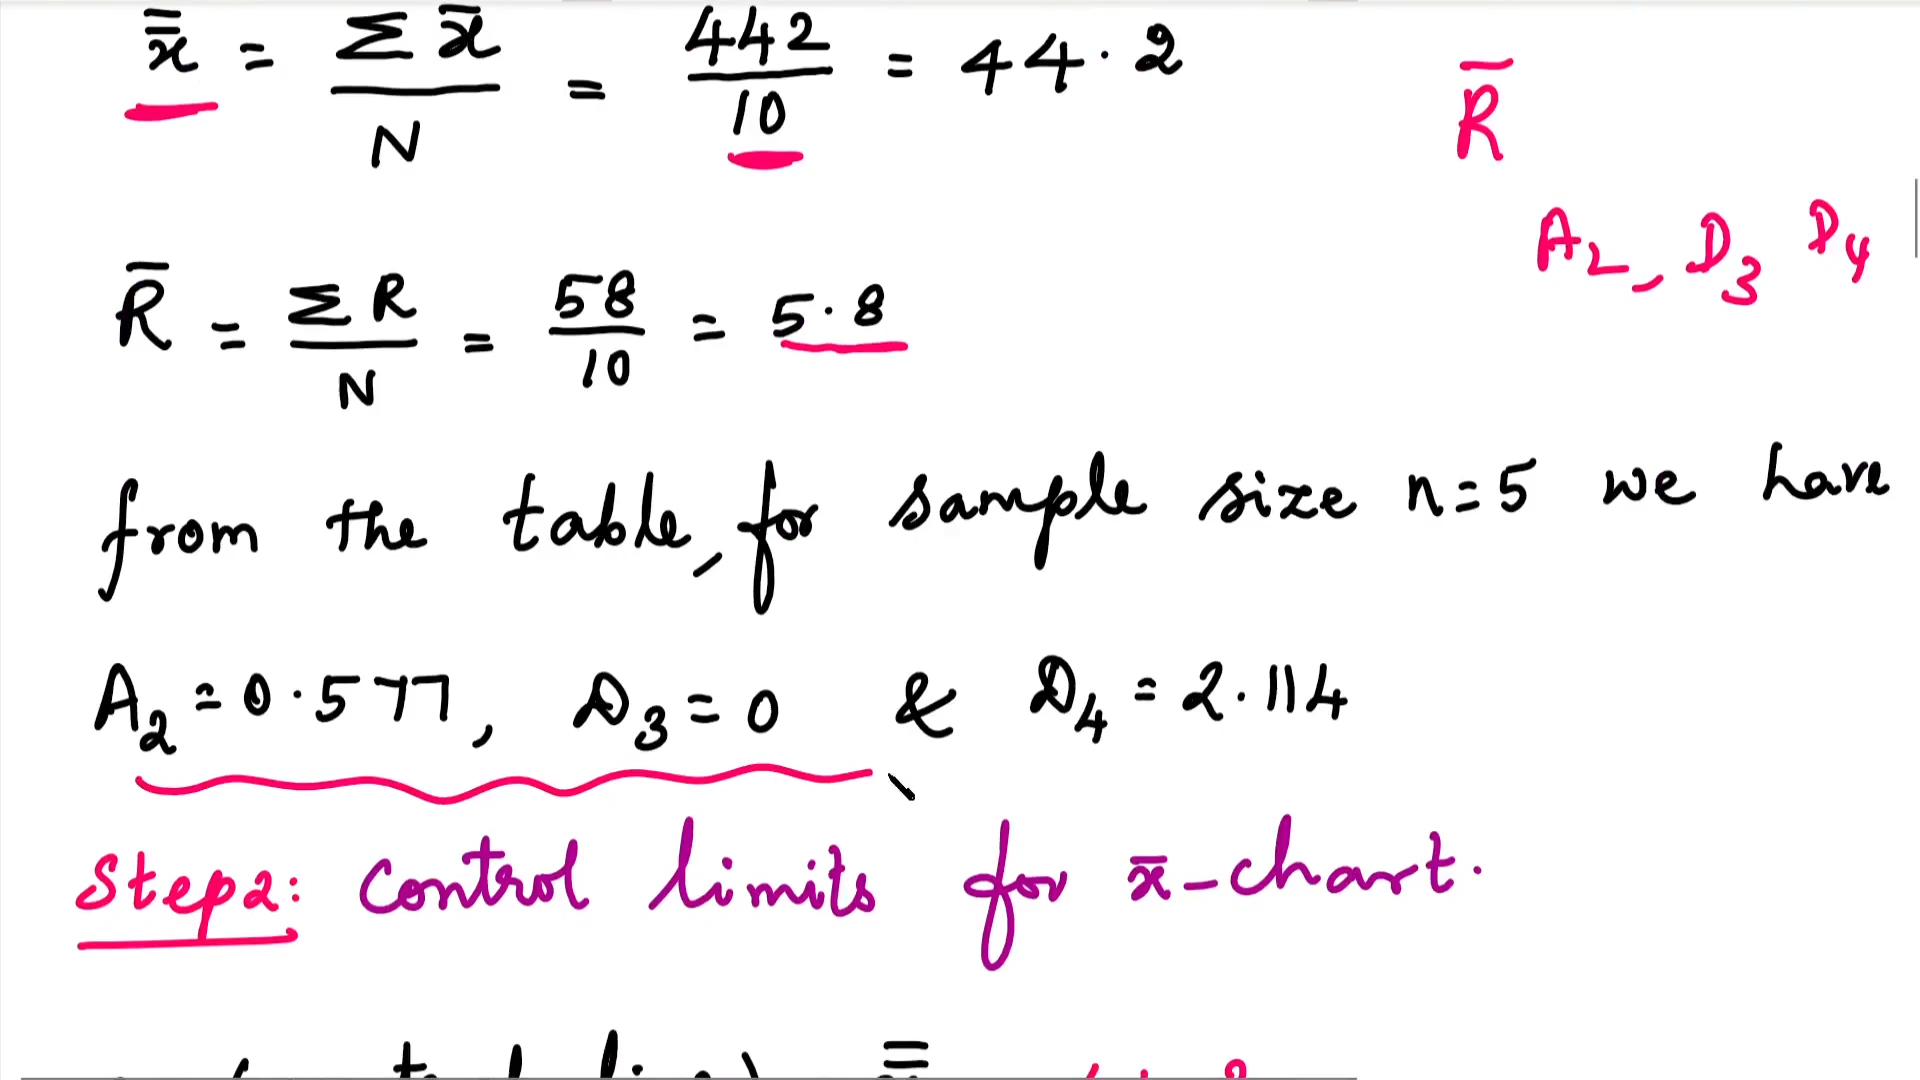 x̿ = Σx̄ / N = 442 / 10 = 44.2
R̄
A₂, D₃ D₄
R̄ = ΣR / N = 58 / 10 = 5.8
from the table, for sample size n=5 we have
A₂ = 0.577, D₃ = 0 & D₄ = 2.114
Step2: Control limits for x̄-chart.